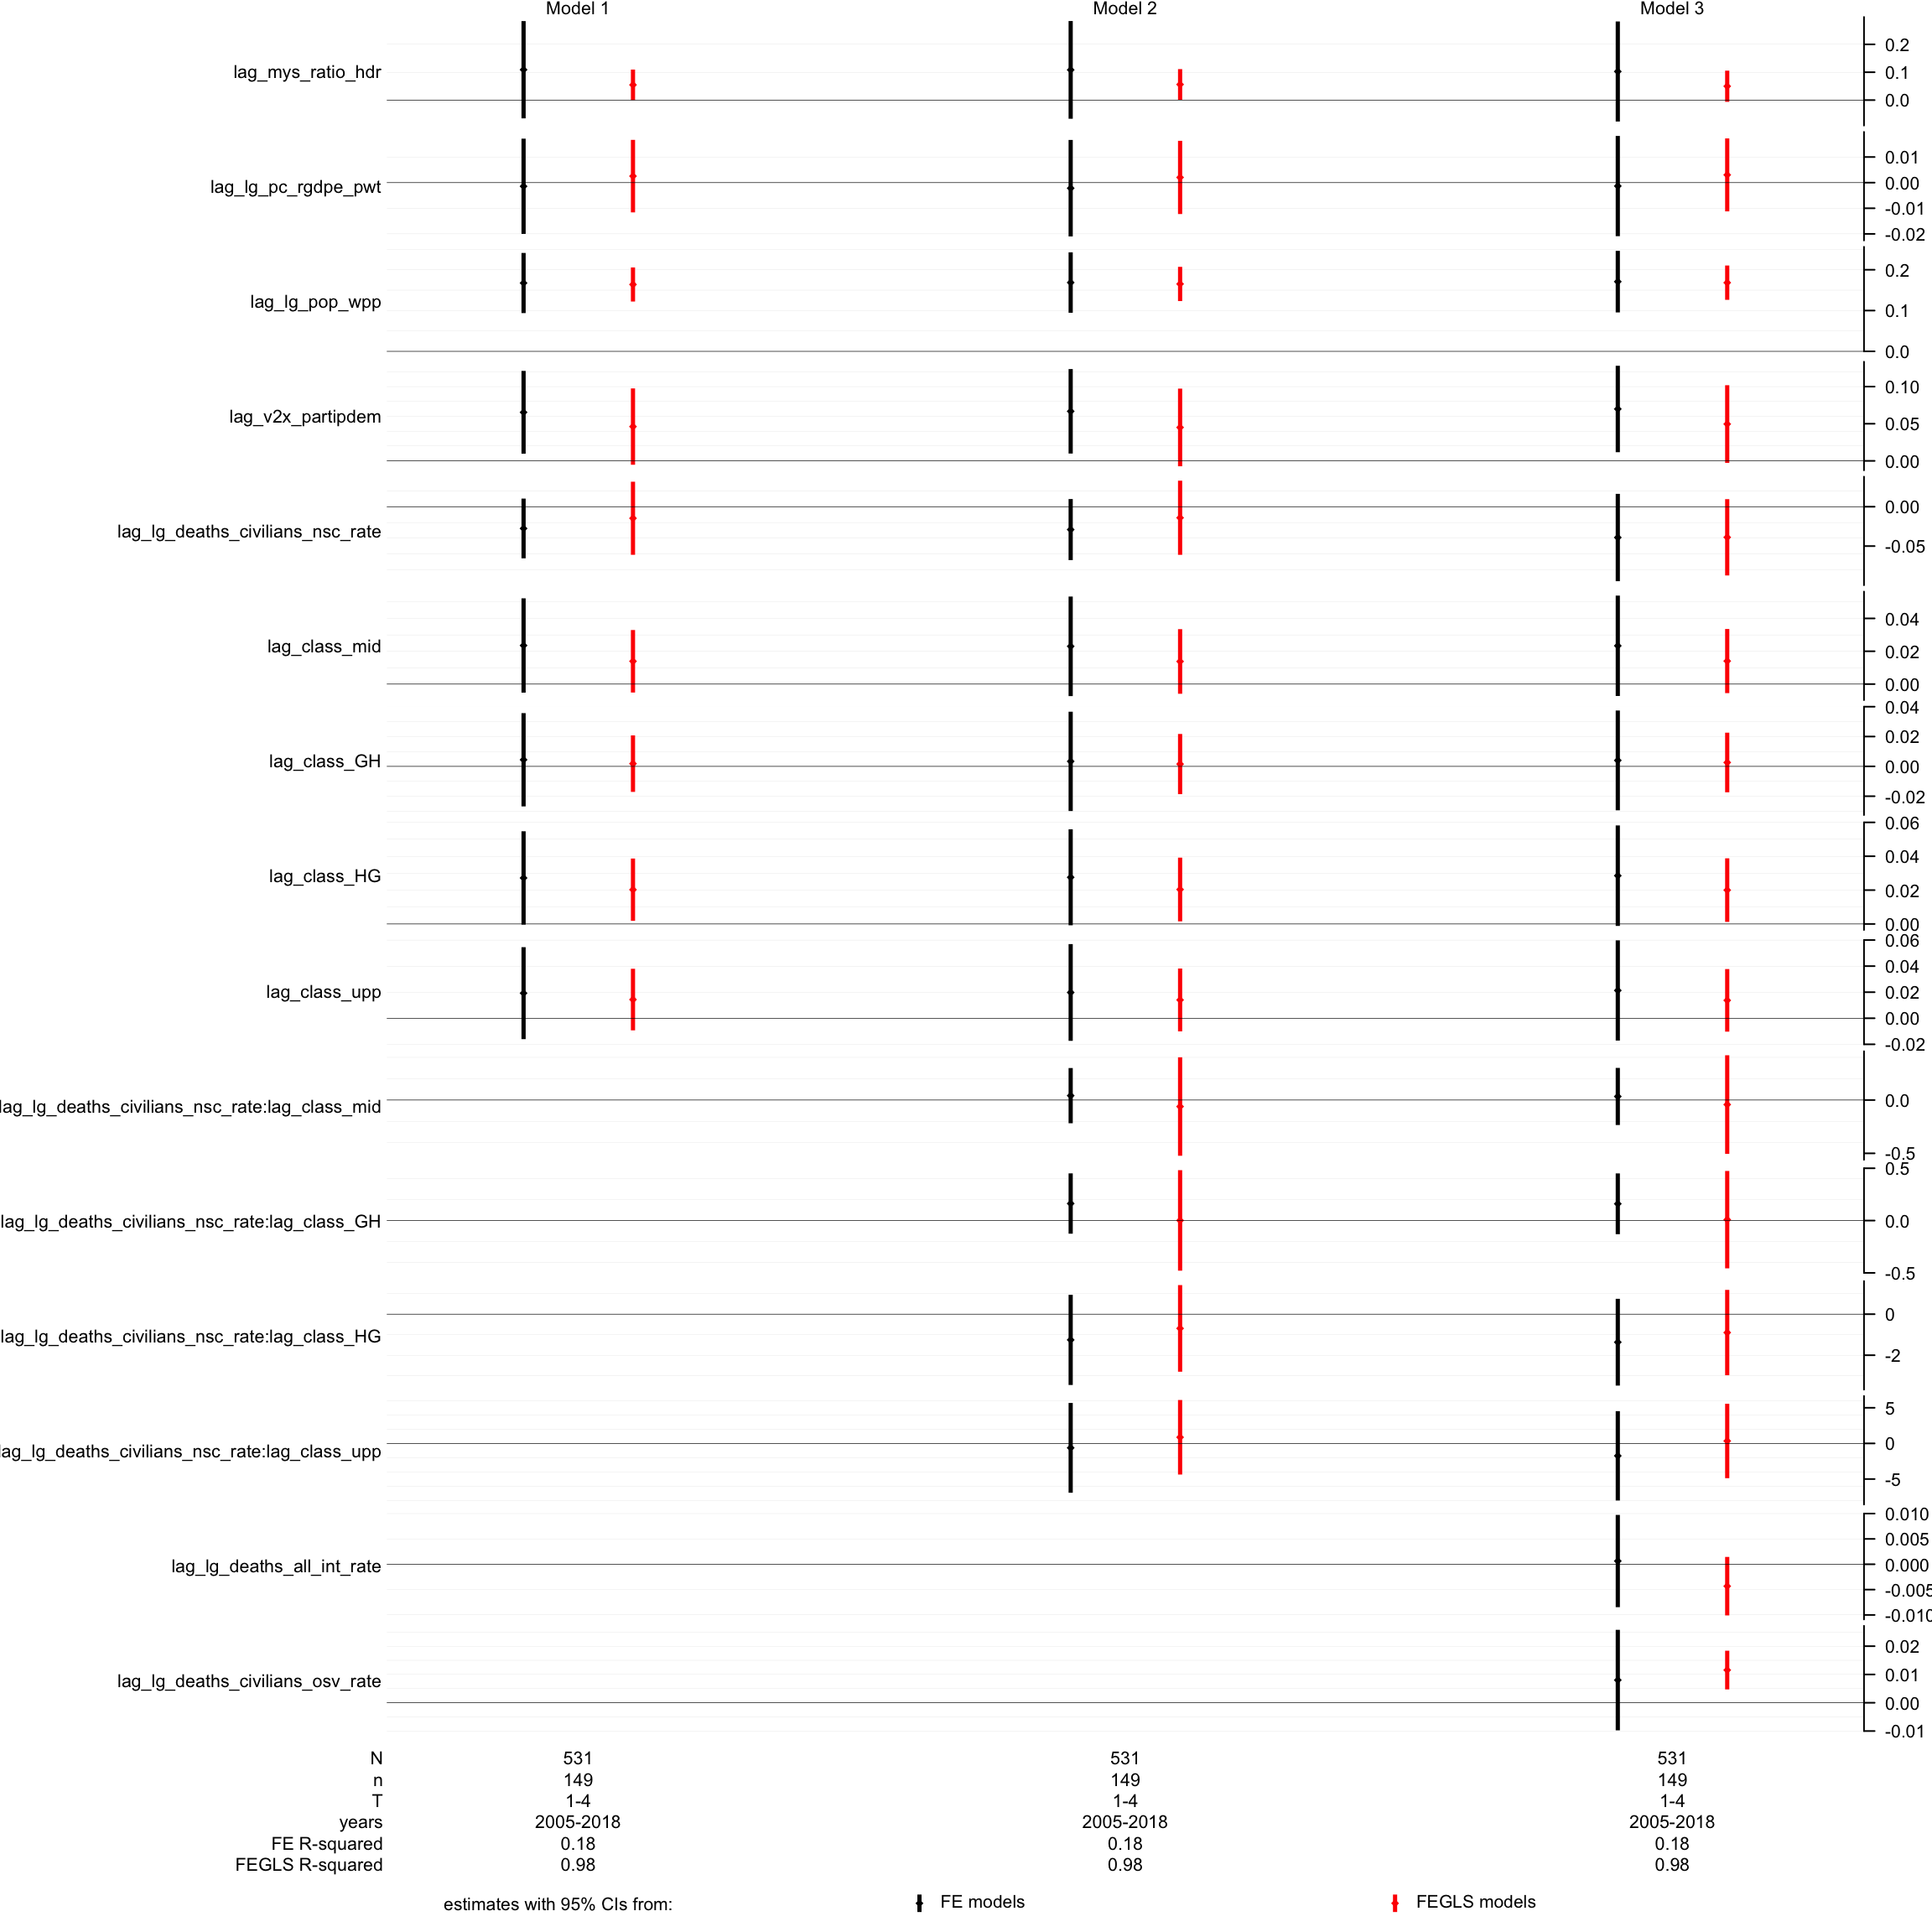 Model 1 Model 2 Model 3
lag_mys_ratio_hdr
0.2
0.1
0.0
lag_lg_pc_rgdpe_pwt
0.01
0.00
-0.01
-0.02
lag_lg_pop_wpp
0.2
0.1
0.0
lag_v2x_partipdem
0.10
0.05
0.00
lag_lg_deaths_civilians_nsc_rate
0.00
-0.05
lag_class_mid
0.04
0.02
0.00
lag_class_GH
0.04
0.02
0.00
-0.02
lag_class_HG
0.06
0.04
0.02
0.00
lag_class_upp
0.06
0.04
0.02
0.00
-0.02
lag_lg_deaths_civilians_nsc_rate:lag_class_mid
0.0
-0.5
lag_lg_deaths_civilians_nsc_rate:lag_class_GH
0.5
0.0
-0.5
lag_lg_deaths_civilians_nsc_rate:lag_class_HG
0
-2
lag_lg_deaths_civilians_nsc_rate:lag_class_upp
5
0
-5
lag_lg_deaths_all_int_rate
0.010
0.005
0.000
-0.005
-0.010
lag_lg_deaths_civilians_osv_rate
0.02
0.01
0.00
-0.01
N 531 531 531
n 149 149 149
T 1-4 1-4 1-4
years 2005-2018 2005-2018 2005-2018
FE R-squared 0.18 0.18 0.18
FEGLS R-squared 0.98 0.98 0.98
estimates with 95% CIs from: FE models FEGLS models